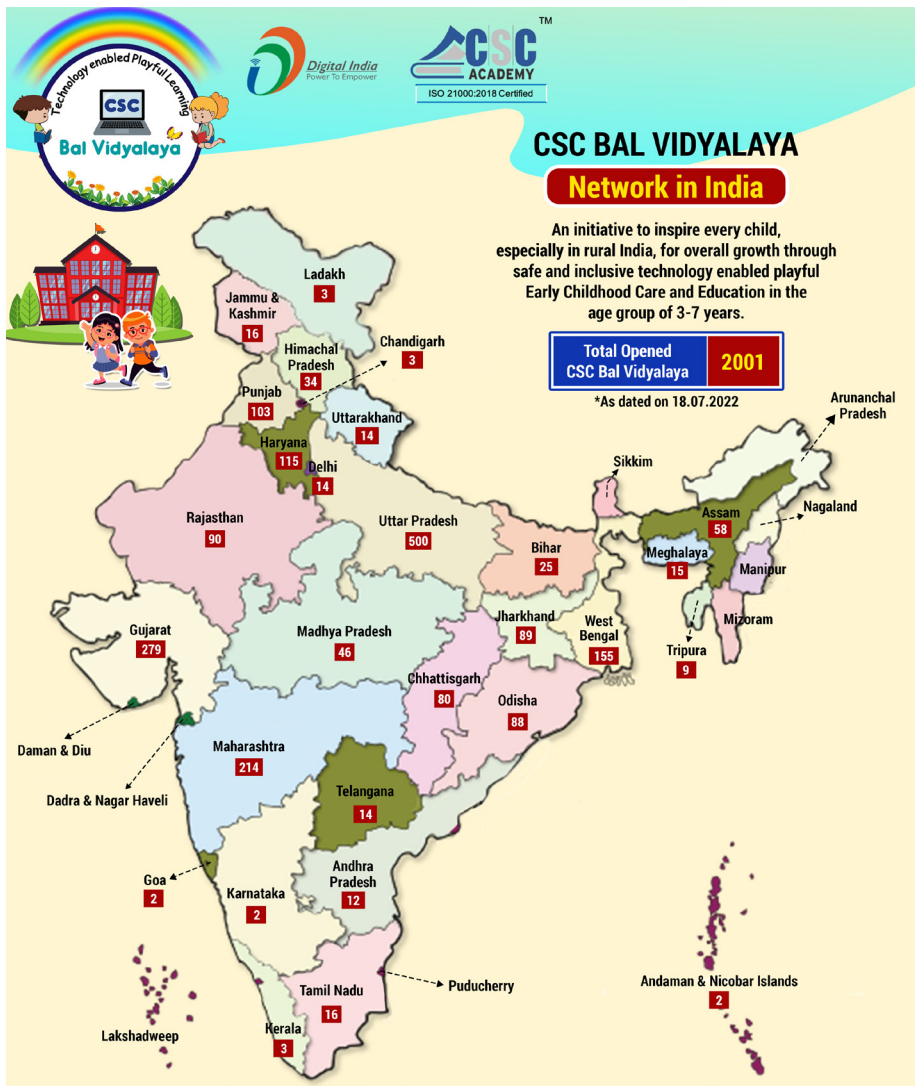 Technology enabled Playful Learning
CSC
Bal Vidyalaya
Digital India
Power To Empower
CSC
TM
ACADEMY
ISO 21000:2018 Certified
CSC BAL VIDYALAYA
Network in India
An initiative to inspire every child,
especially in rural India, for overall growth through
safe and inclusive technology enabled playful
Early Childhood Care and Education in the
age group of 3-7 years.
Total Opened
CSC Bal Vidyalaya
2001
*As dated on 18.07.2022
Ladakh
3
Jammu &
Kashmir
16
Himachal
Pradesh
34
Chandigarh
3
Punjab
103
Uttarakhand
14
Haryana
115
Delhi
14
Arunanchal
Pradesh
Sikkim
Nagaland
Assam
58
Rajasthan
90
Uttar Pradesh
500
Bihar
25
Meghalaya
15
Manipur
Mizoram
Tripura
9
Gujarat
279
Madhya Pradesh
46
Jharkhand
89
West
Bengal
155
Chhattisgarh
80
Odisha
88
Daman & Diu
Dadra & Nagar Haveli
Maharashtra
214
Telangana
14
Goa
2
Karnataka
2
Andhra
Pradesh
12
Puducherry
Andaman & Nicobar Islands
2
Tamil Nadu
16
Kerala
3
Lakshadweep